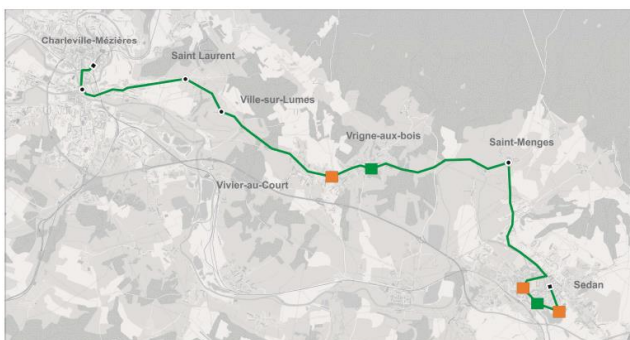 Charleville-Mézières
Saint Laurent
Ville-sur-Lumes
Vrigne-aux-bois
Saint-Menges
Vivier-au-Court
Sedan